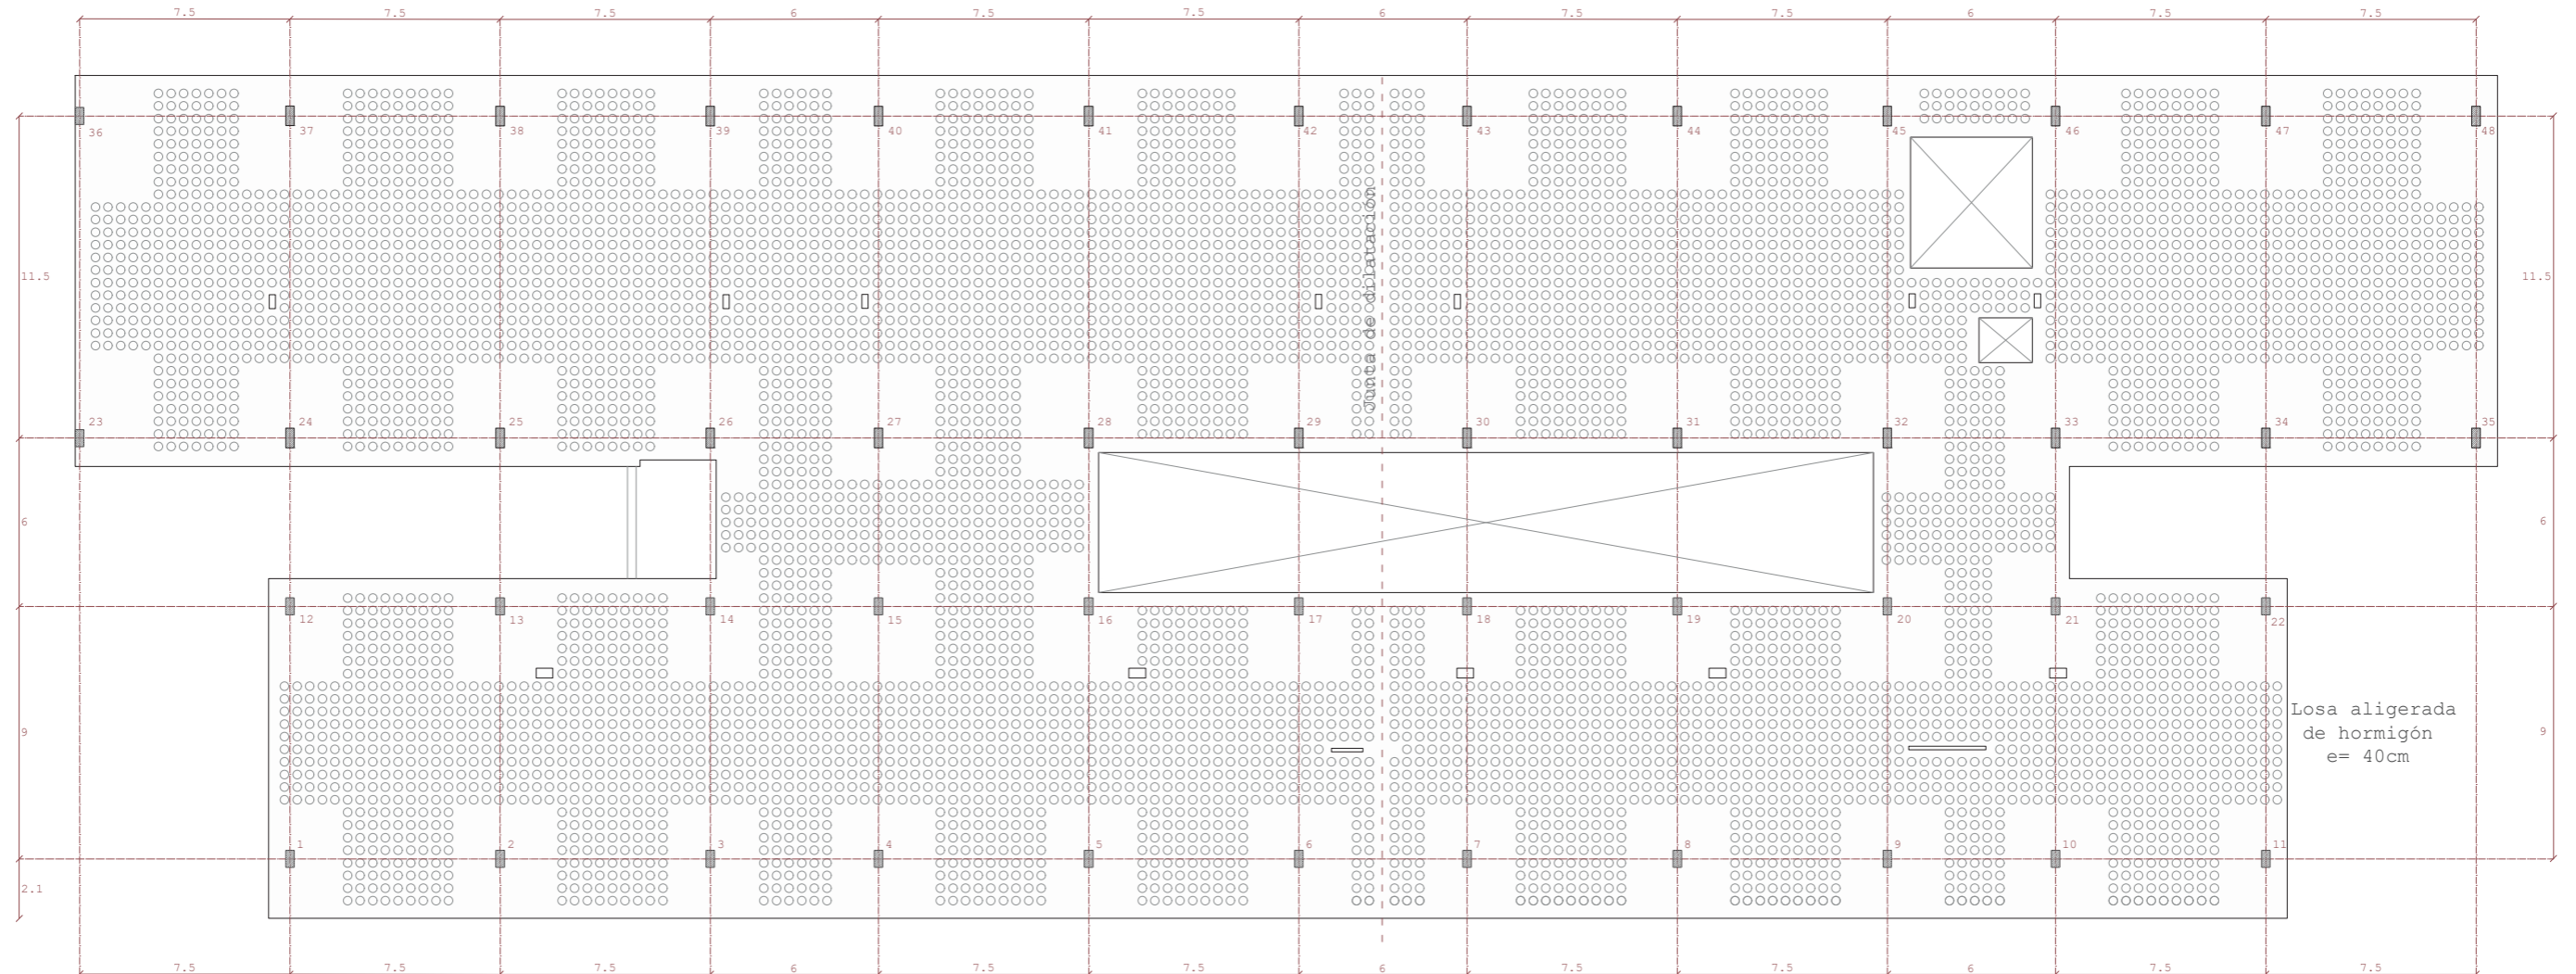 7.5 7.5 7.5 6 7.5 7.5 6 7.5 7.5 6 7.5 7.5
36 37 38 39 40 41 42 43 44 45 46 47 48
Junta de dilatación
11.5 11.5
23 24 25 26 27 28 29 30 31 32 33 34 35
6 6
12 13 14 15 16 17 18 19 20 21 22
Losa aligerada
de hormigón
e= 40cm
9 9
1 2 3 4 5 6 7 8 9 10 11
2.1
7.5 7.5 7.5 6 7.5 7.5 6 7.5 7.5 6 7.5 7.5